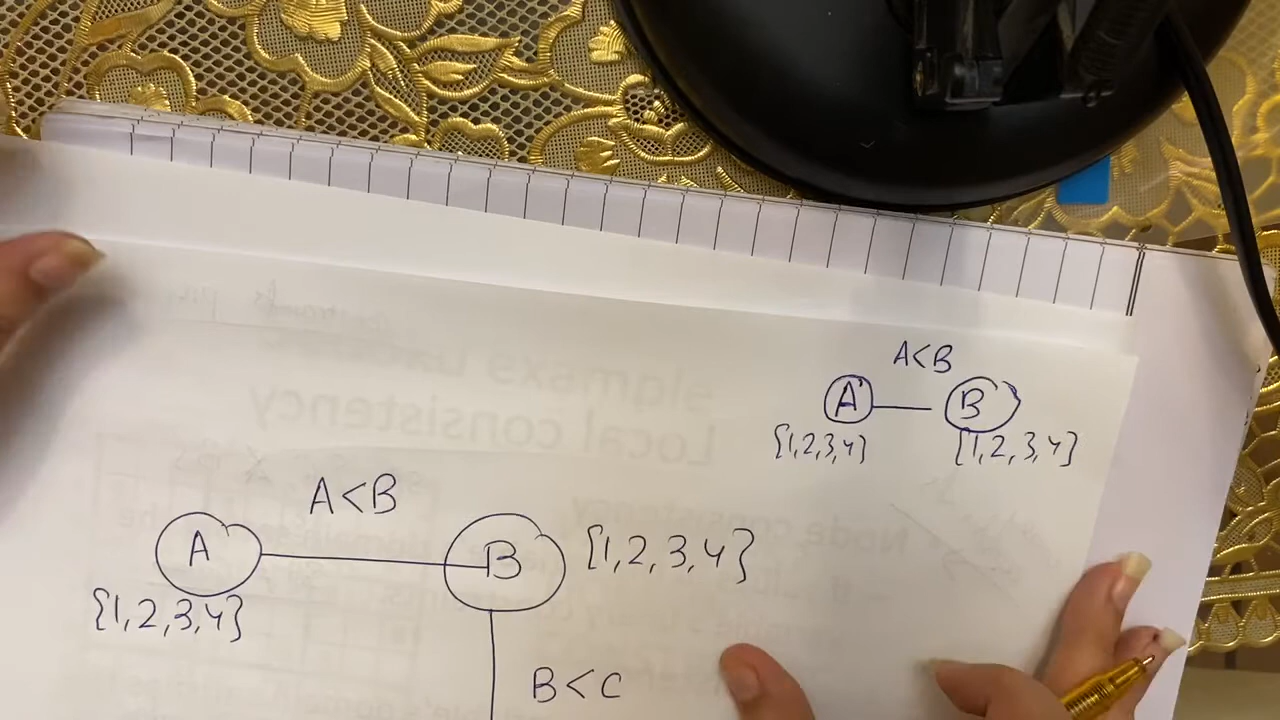 A<B
A B
{1,2,3,4} {1,2,3,4}
A<B
A B {1,2,3,4}
{1,2,3,4}
B<C